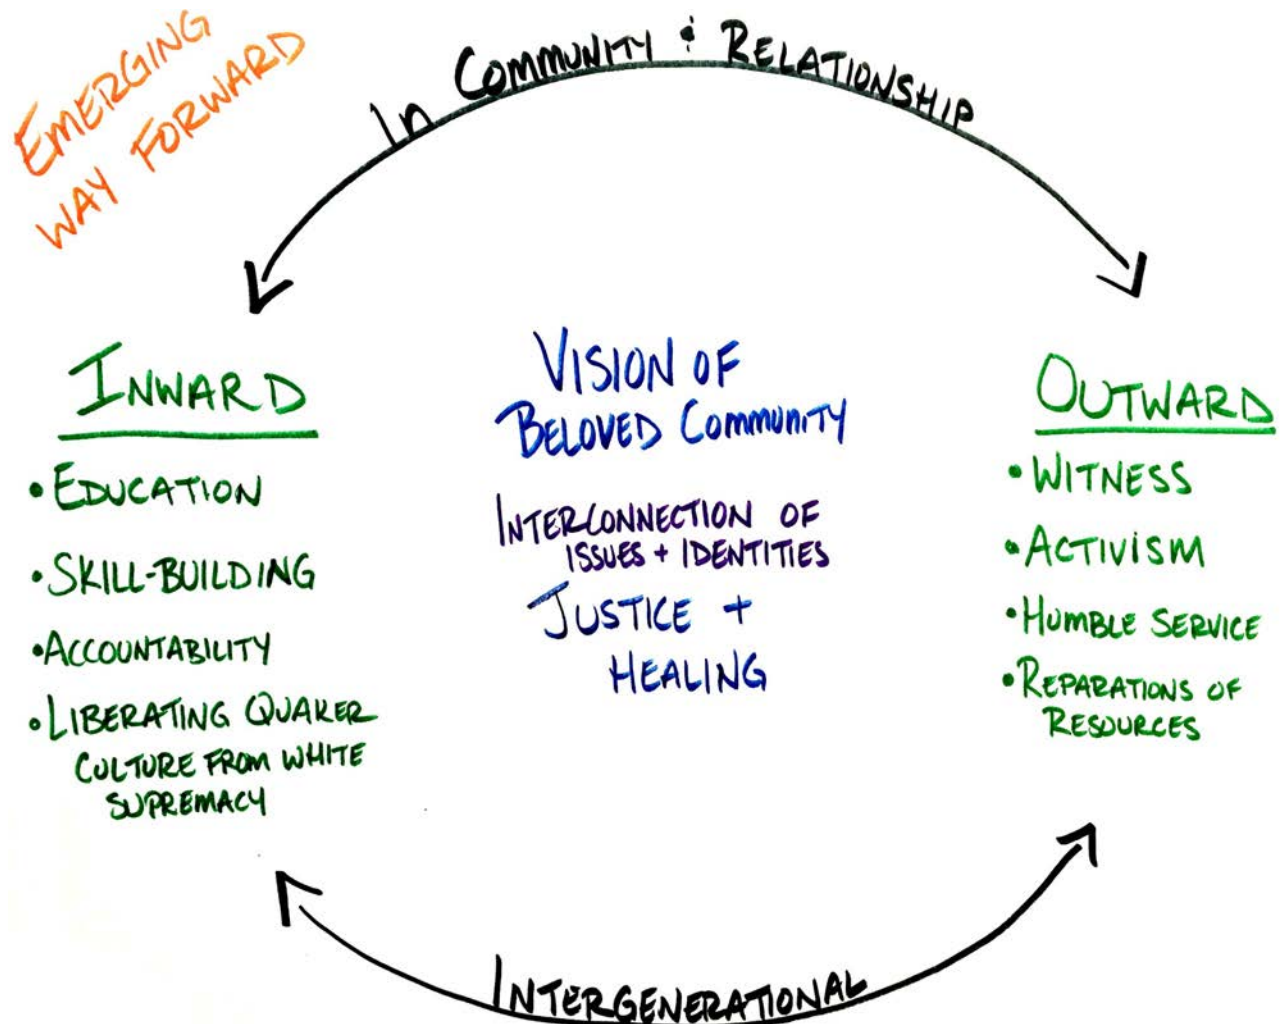 EMERGING
WAY FORWARD
In COMMUNITY & RELATIONSHIP
INWARD
• EDUCATION
• SKILL-BUILDING
• ACCOUNTABILITY
• LIBERATING QUAKER
CULTURE FROM WHITE
SUPREMACY
VISION OF
BELOVED COMMUNITY
INTERCONNECTION OF
ISSUES + IDENTITIES
JUSTICE +
HEALING
OUTWARD
• WITNESS
• ACTIVISM
• HUMBLE SERVICE
• REPARATIONS OF
RESOURCES
INTERGENERATIONAL